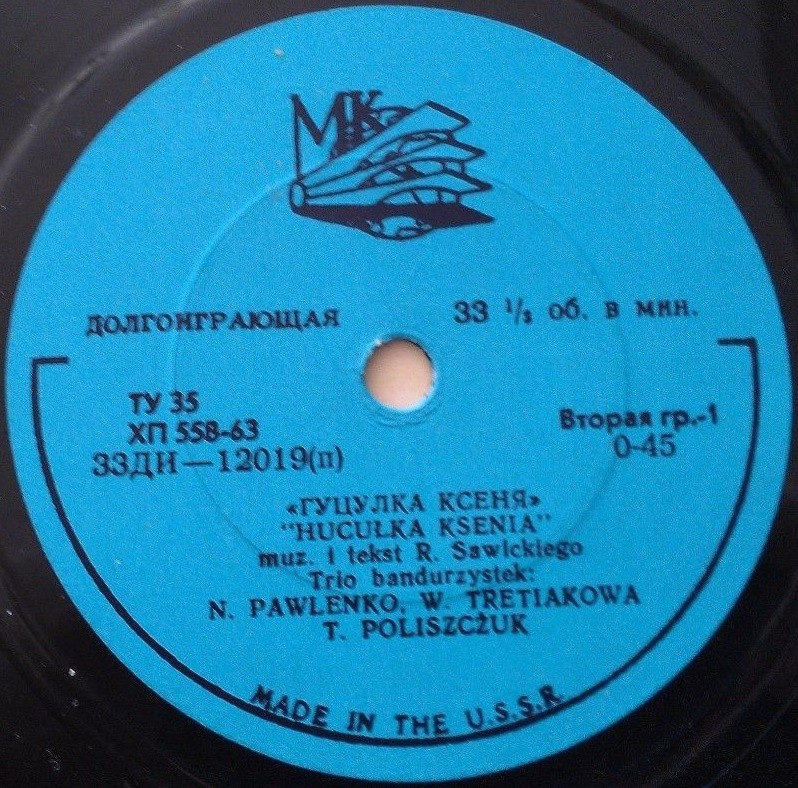 МК
ДОЛГОИГРАЮЩАЯ 33 ⅓ об. в мин.
ТУ 35
ХП 558-63
33ДИ—12019(п)
Вторая гр.-1
0-45
«ГУЦУЛКА КСЕНЯ»
"HUCUŁKA KSENIA"
muz. i tekst R. Sawickiego
Trio bandurzystek:
N. PAWLENKO, W. TRETIAKOWA
T. POLISZCŻUK
MADE IN THE U.S.S.R.